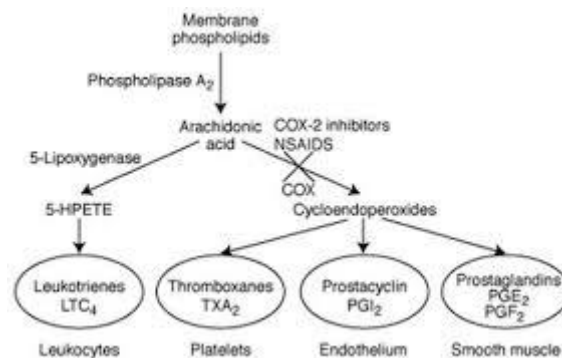 Membrane
phospholipids
Phospholipase A2
Arachidonic
acid
COX-2 inhibitors
NSAIDS
5-Lipoxygenase
COX
5-HPETE
Cycloendoperoxides
Leukotrienes
LTC4
Thromboxanes
TXA2
Prostacyclin
PGI2
Prostaglandins
PGE2
PGF2
Leukocytes
Platelets
Endothelium
Smooth muscle